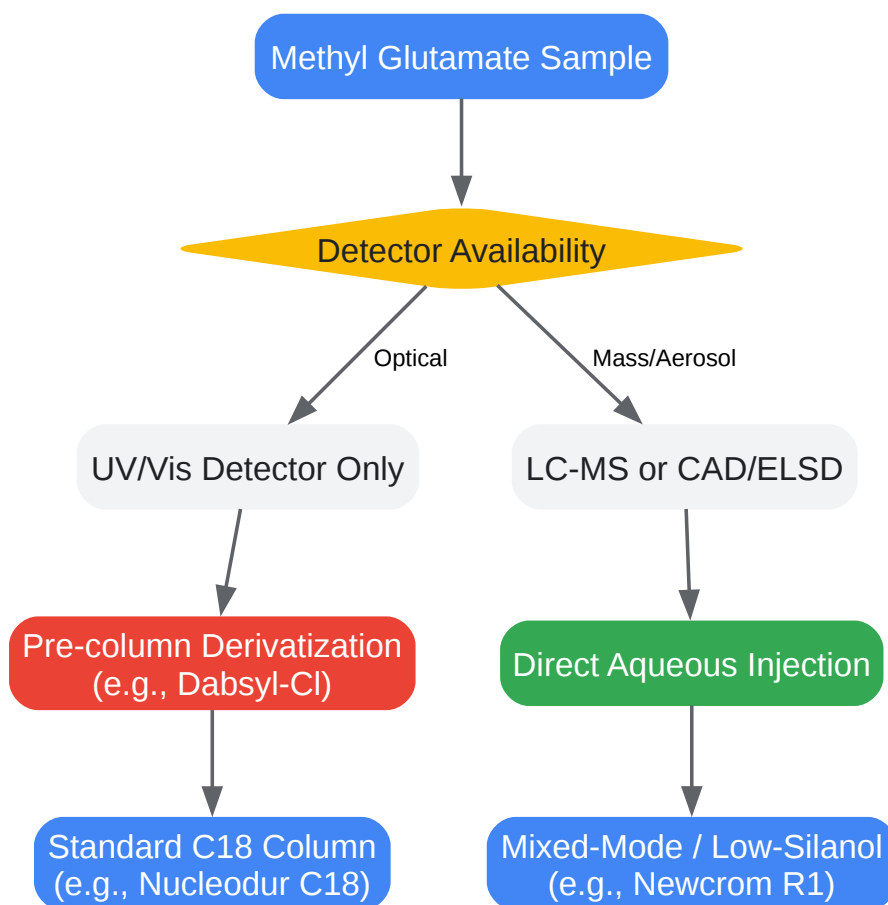 Methyl Glutamate Sample
Detector Availability
Optical
Mass/Aerosol
UV/Vis Detector Only
LC-MS or CAD/ELSD
Pre-column Derivatization
(e.g., Dabsyl-Cl)
Direct Aqueous Injection
Standard C18 Column
(e.g., Nucleodur C18)
Mixed-Mode / Low-Silanol
(e.g., Newcrom R1)